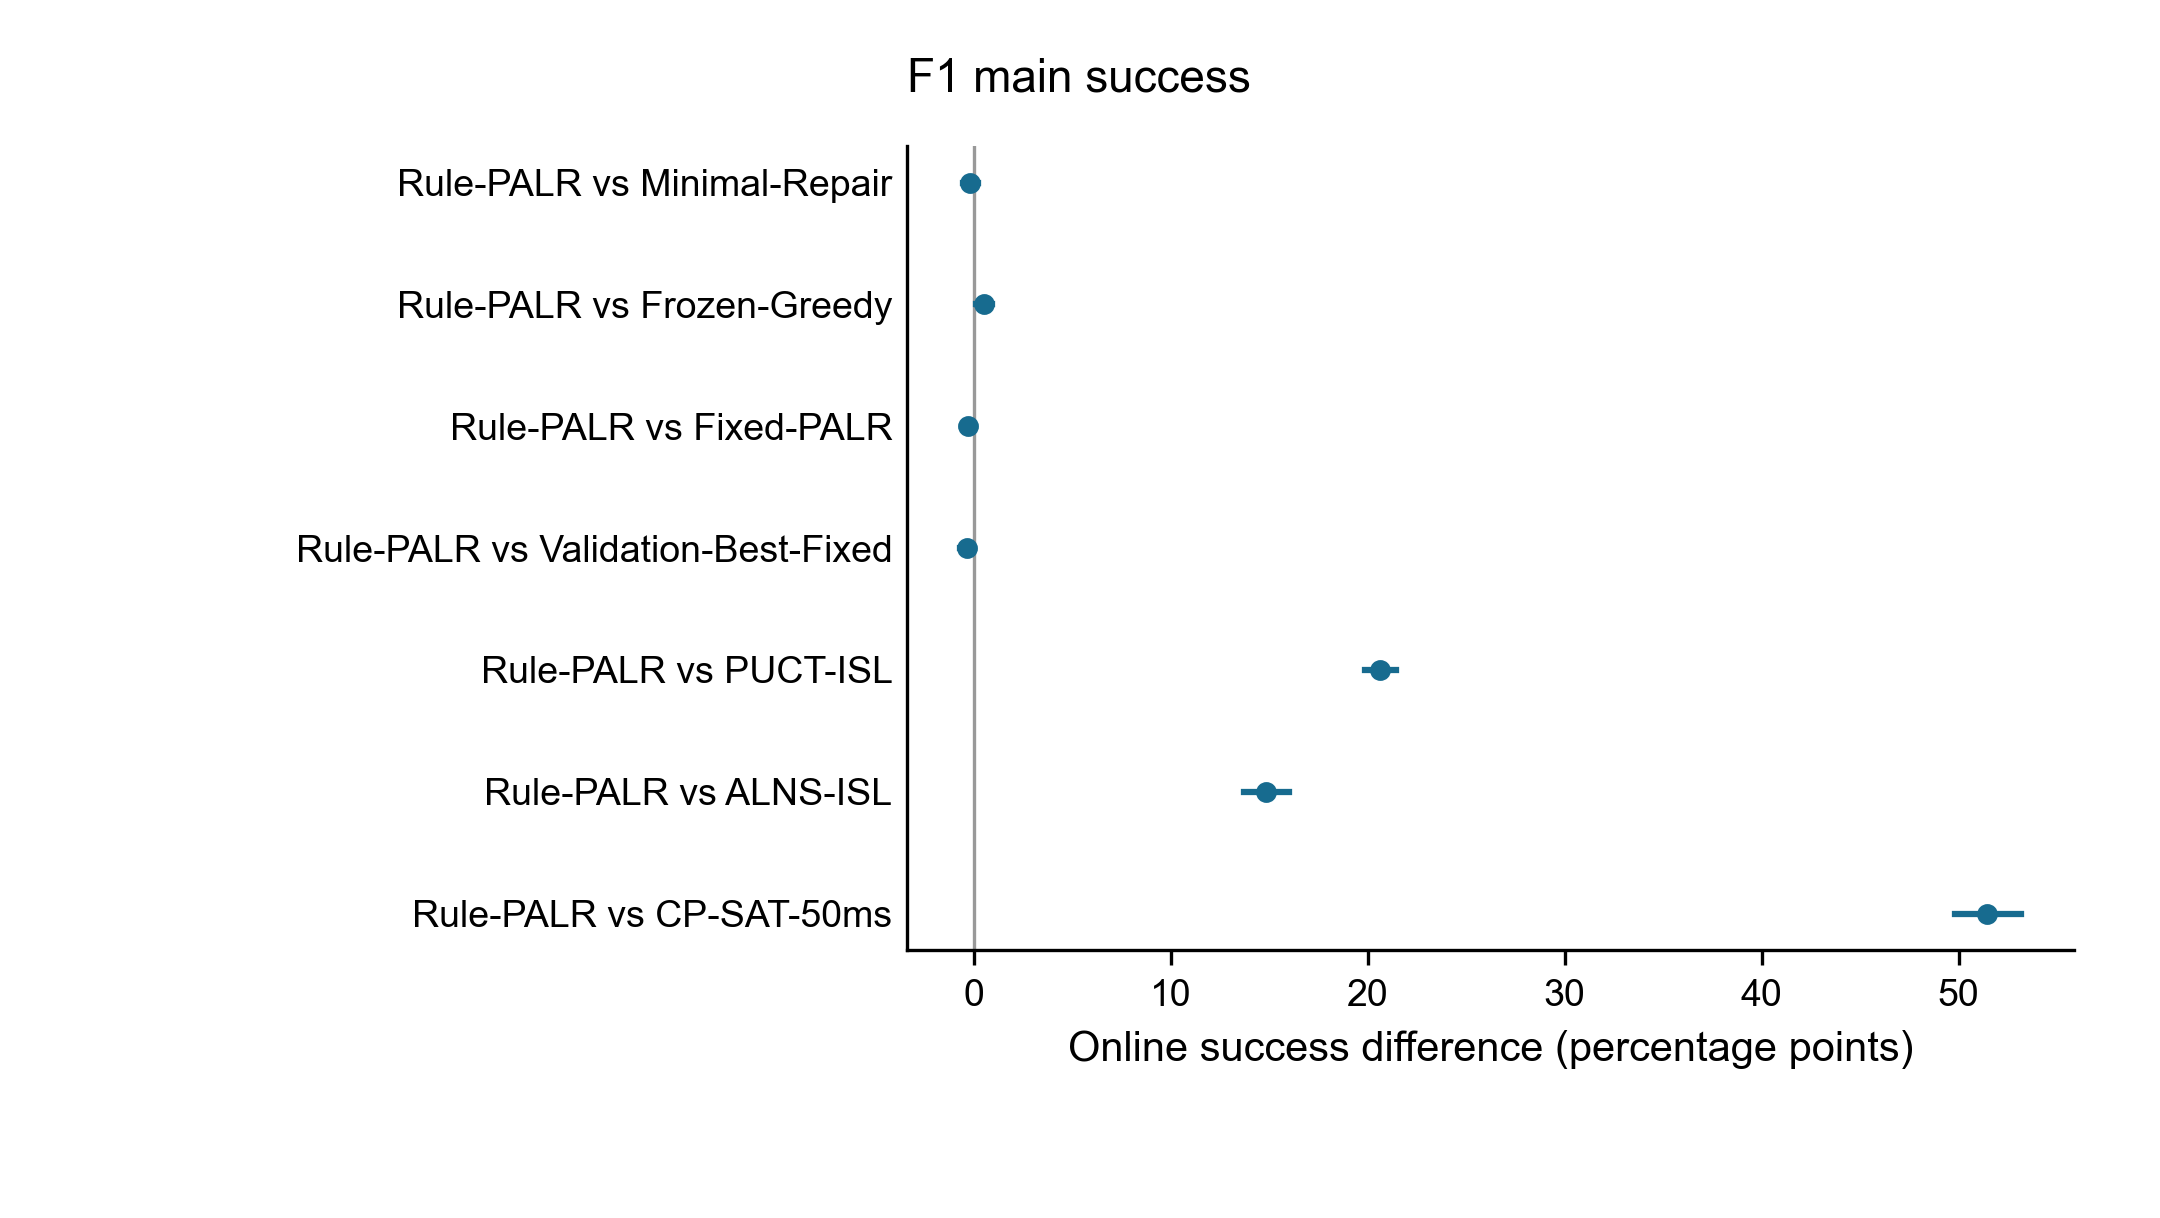 F1 main success
Rule-PALR vs Minimal-Repair
Rule-PALR vs Frozen-Greedy
Rule-PALR vs Fixed-PALR
Rule-PALR vs Validation-Best-Fixed
Rule-PALR vs PUCT-ISL
Rule-PALR vs ALNS-ISL
Rule-PALR vs CP-SAT-50ms
0 10 20 30 40 50
Online success difference (percentage points)